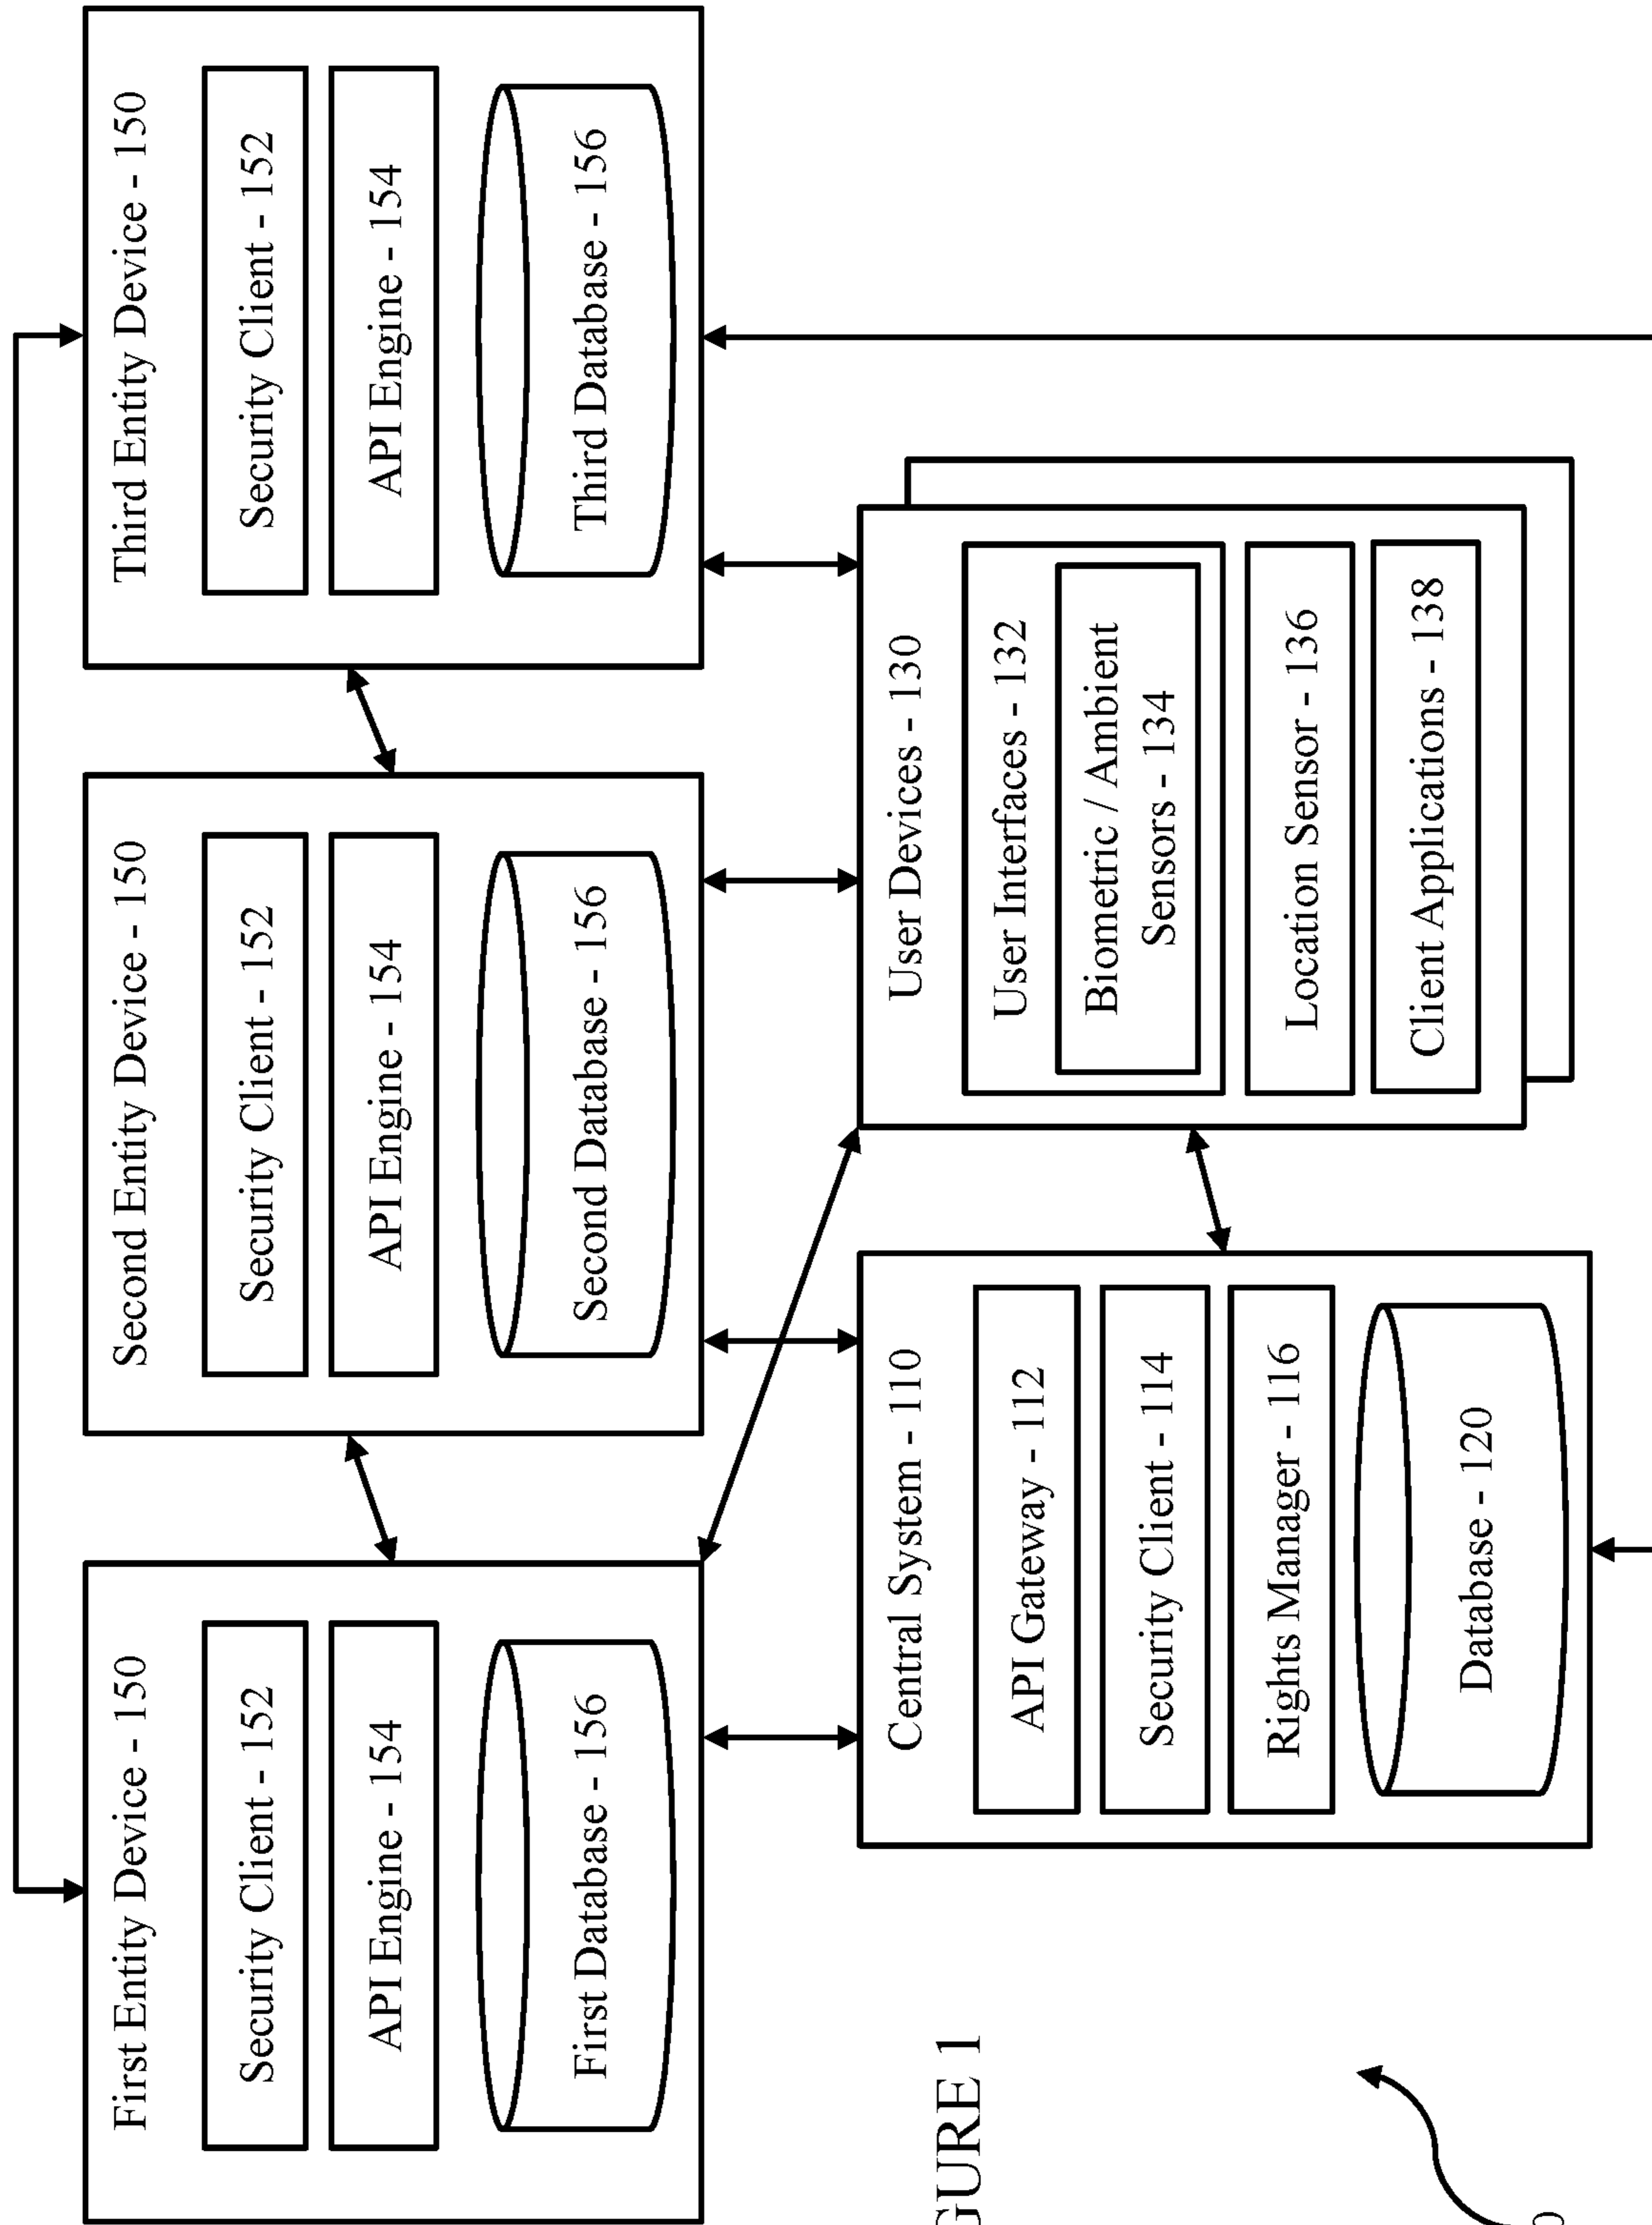 First Entity Device - 150
Security Client - 152
API Engine - 154
First Database - 156
Second Entity Device - 150
Security Client - 152
API Engine - 154
Second Database - 156
Third Entity Device - 150
Security Client - 152
API Engine - 154
Third Database - 156
Central System - 110
API Gateway - 112
Security Client - 114
Rights Manager - 116
Database - 120
User Devices - 130
User Interfaces - 132
Biometric / Ambient
Sensors - 134
Location Sensor - 136
Client Applications - 138
GURE 1
0